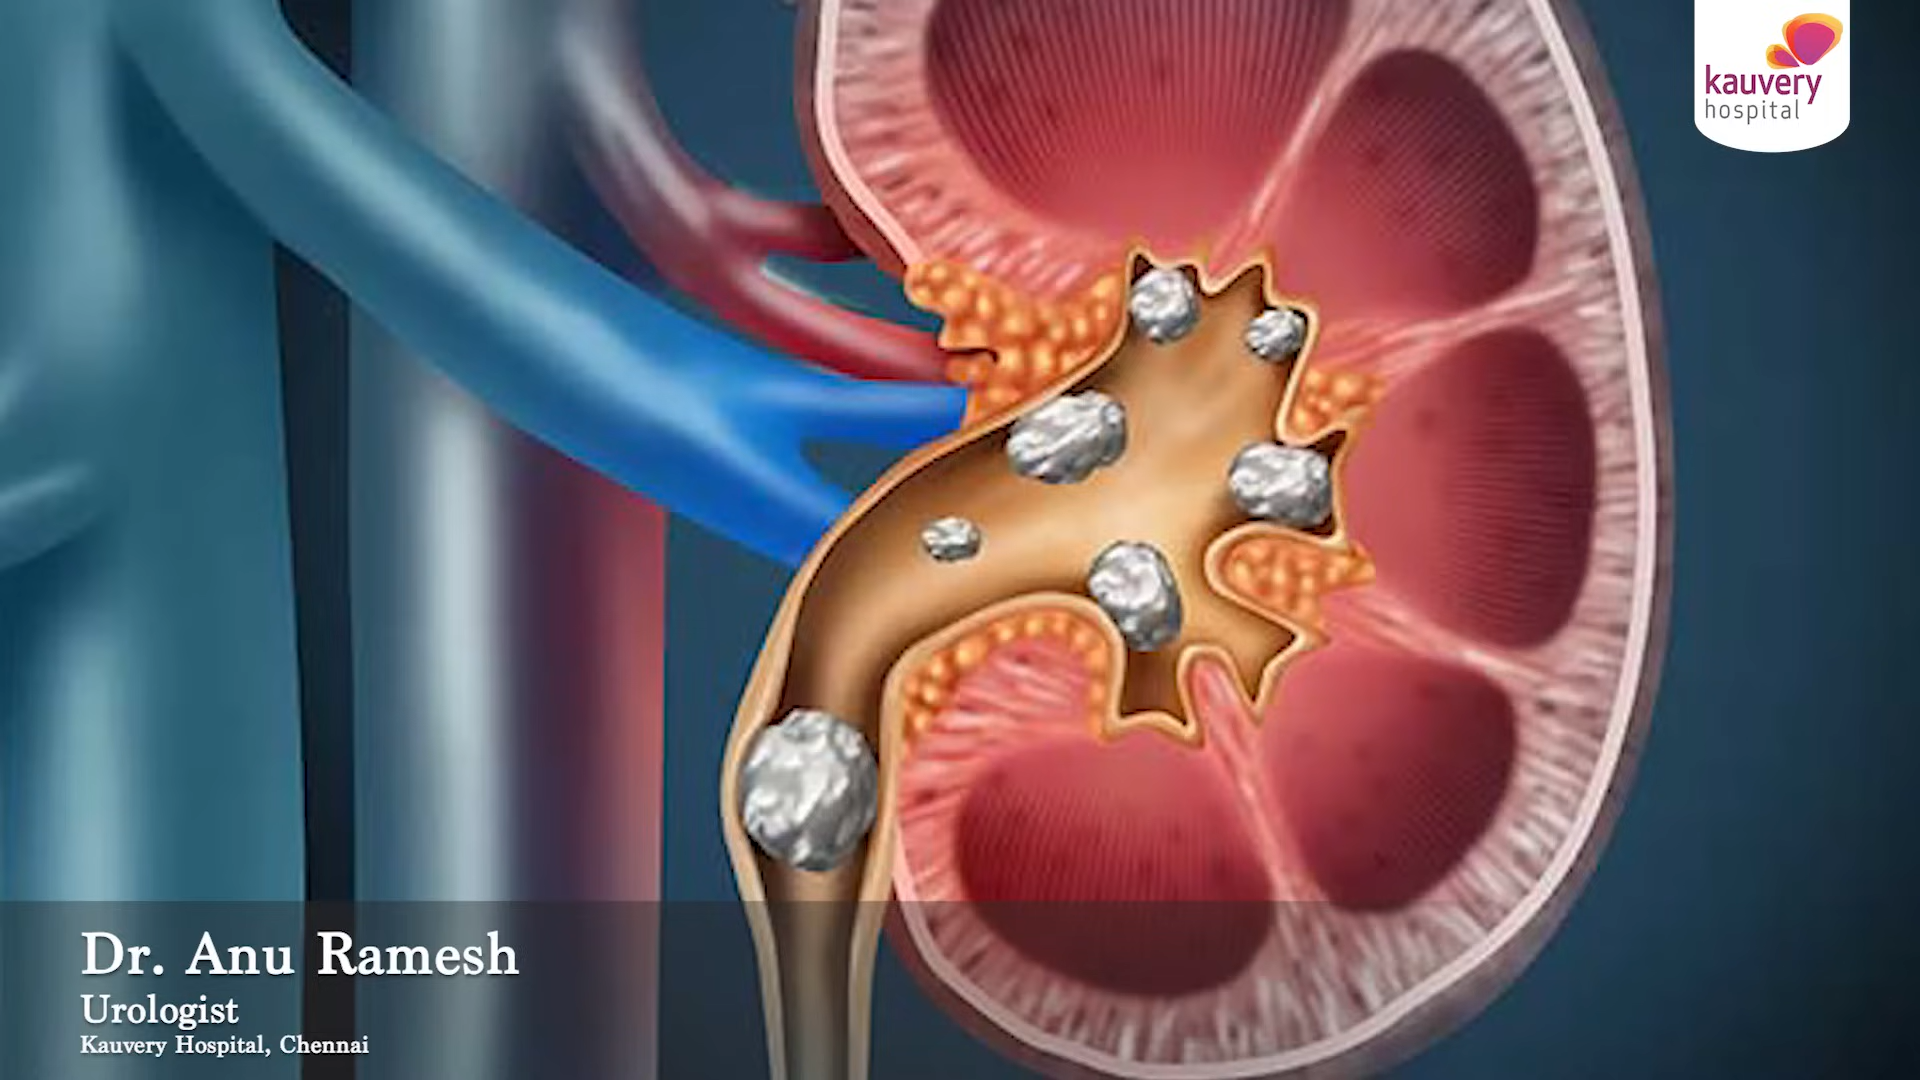 kauvery
hospital
Dr. Anu Ramesh
Urologist
Kauvery Hospital, Chennai